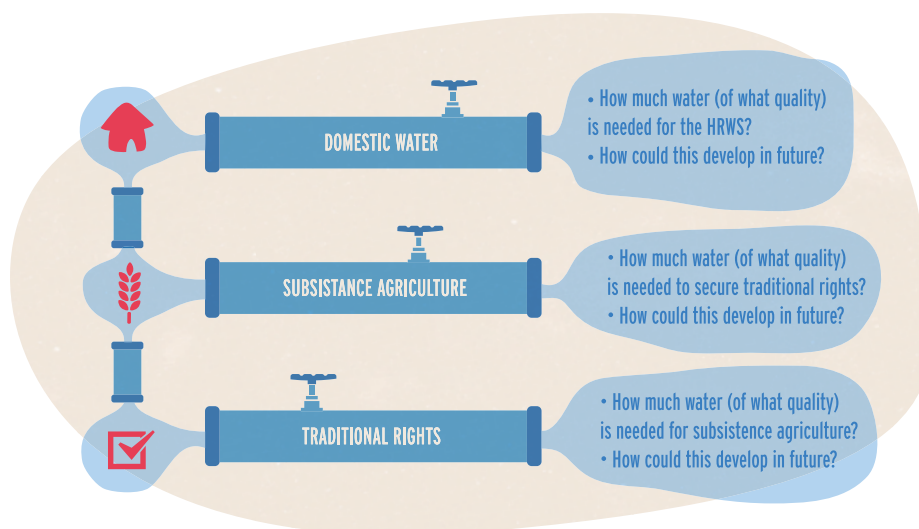 DOMESTIC WATER
• How much water (of what quality)
is needed for the HRWS?
• How could this develop in future?
SUBSISTANCE AGRICULTURE
• How much water (of what quality)
is needed to secure traditional rights?
• How could this develop in future?
TRADITIONAL RIGHTS
• How much water (of what quality)
is needed for subsistence agriculture?
• How could this develop in future?